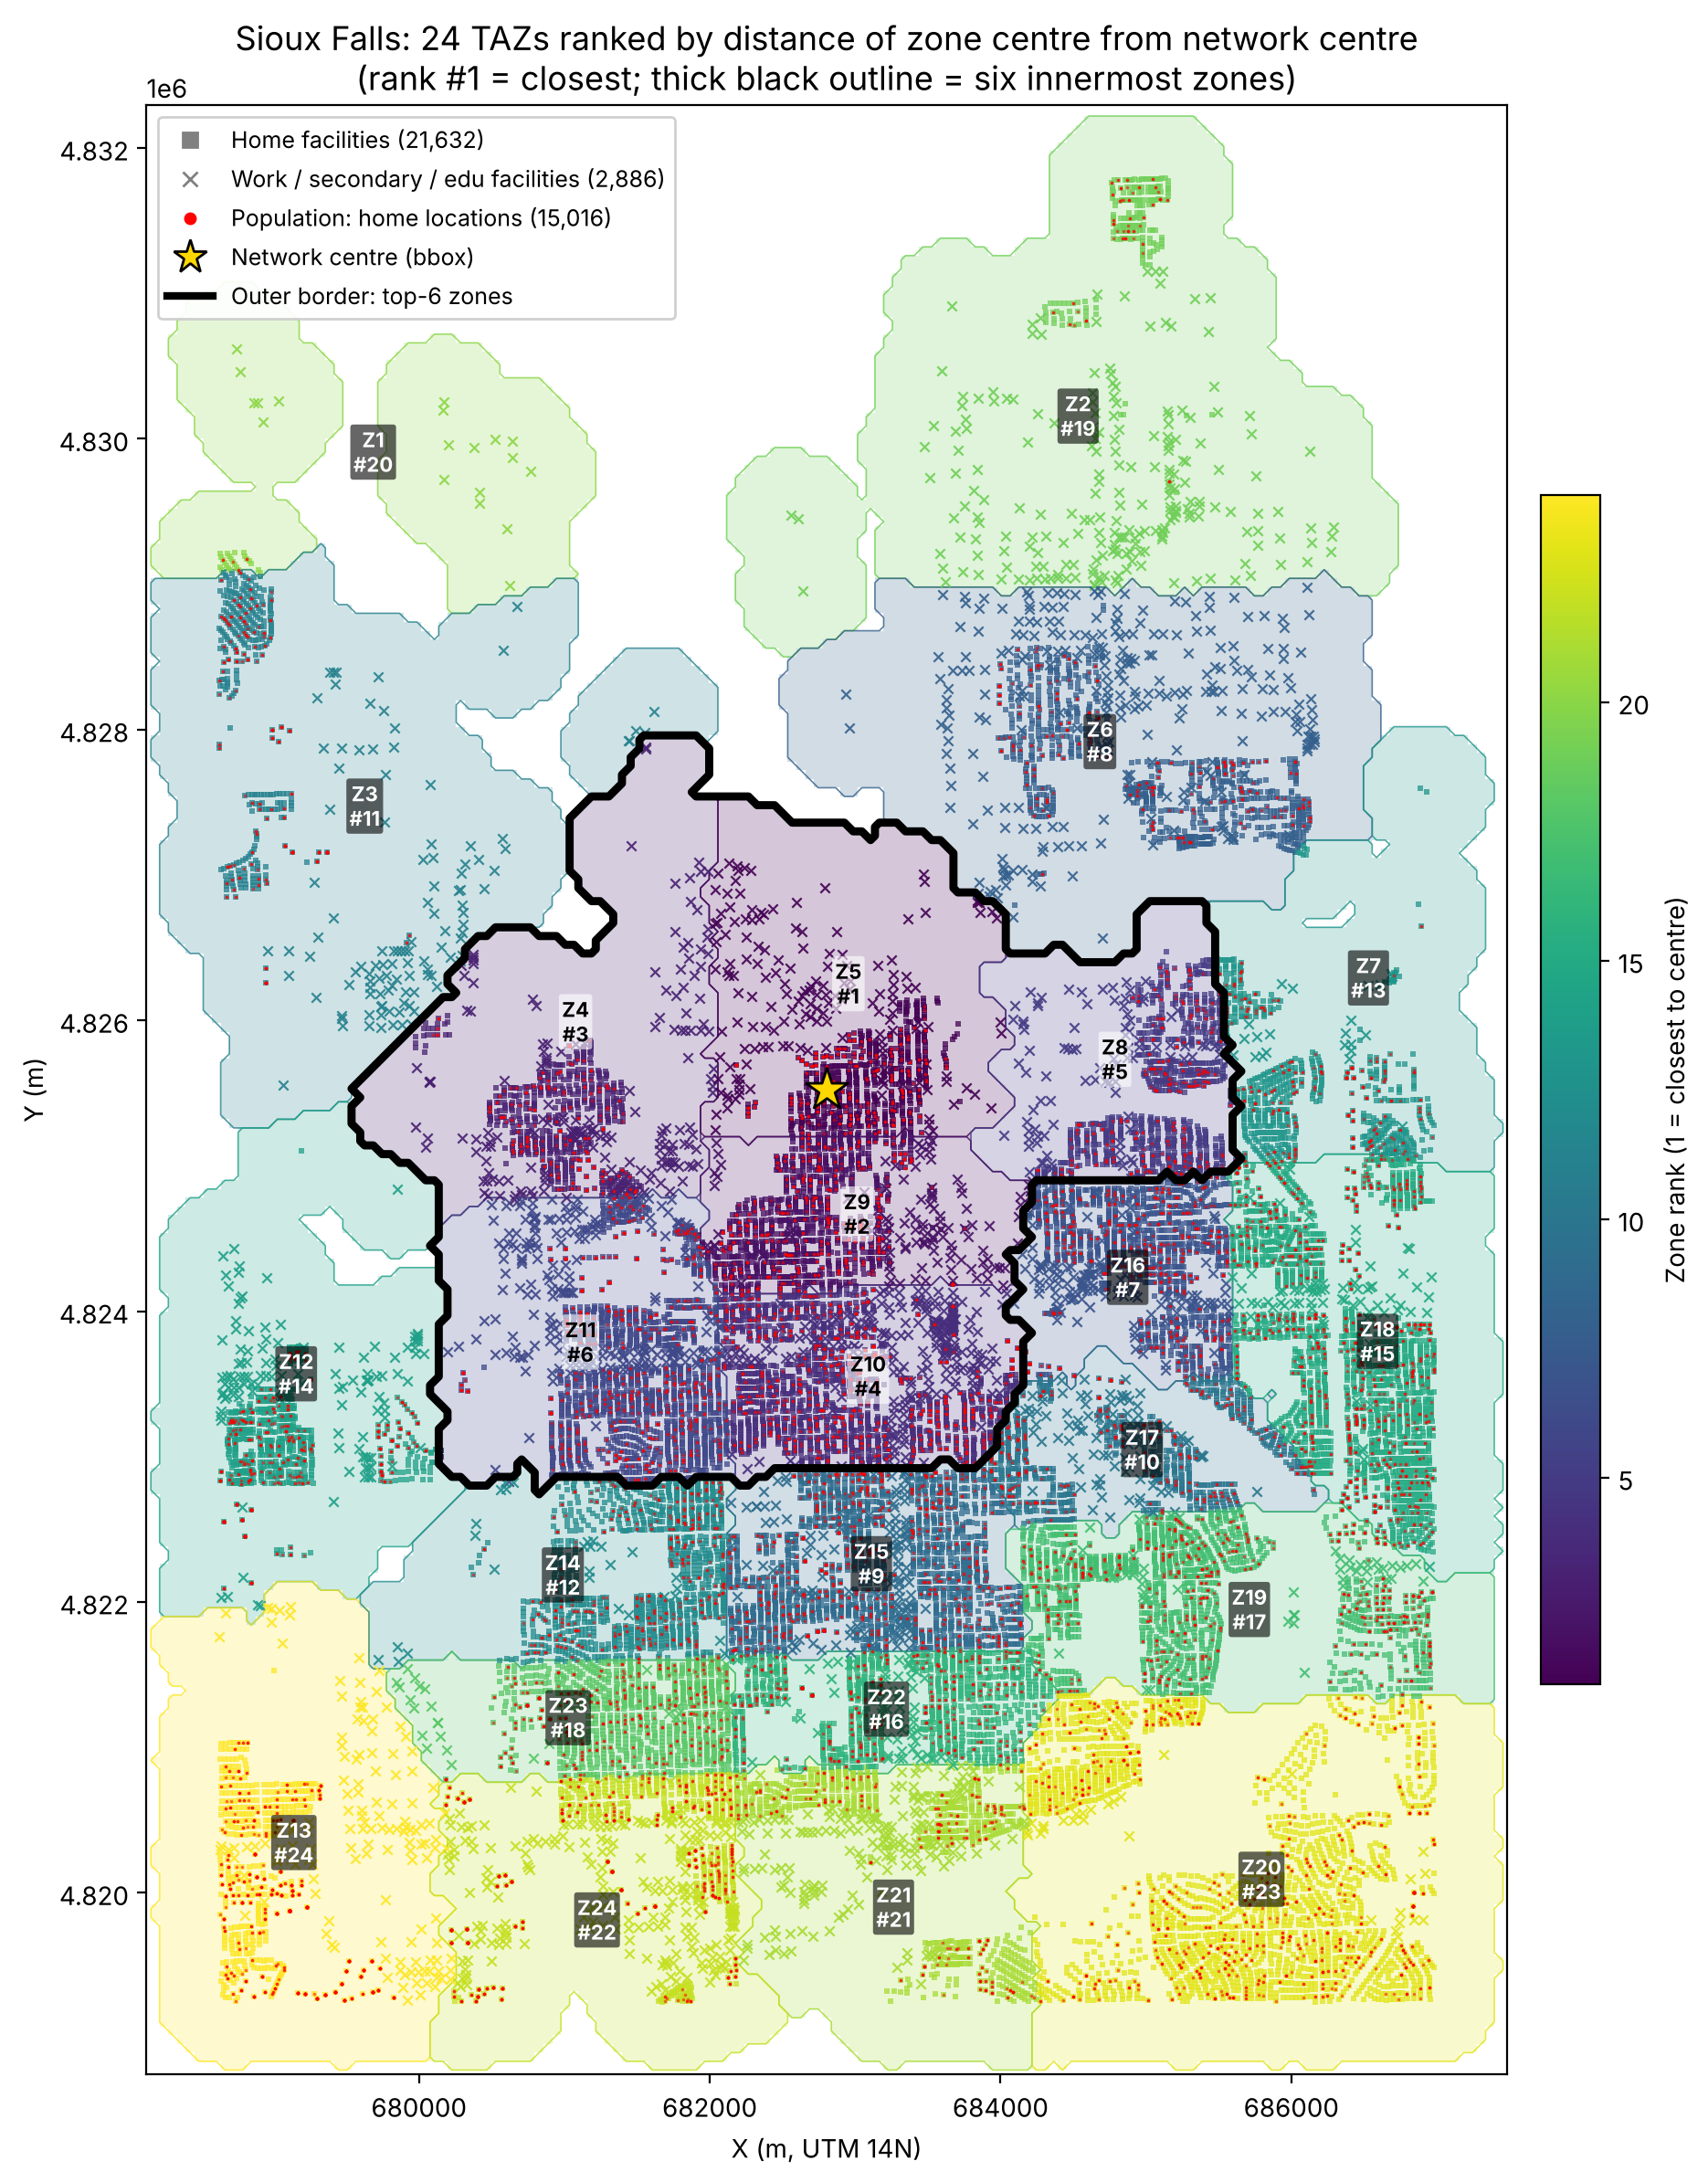 Sioux Falls: 24 TAZs ranked by distance of zone centre from network centre
(rank #1 = closest; thick black outline = six innermost zones)
1e6
Home facilities (21,632)
Work / secondary / edu facilities (2,886)
Population: home locations (15,016)
Network centre (bbox)
Outer border: top-6 zones
4.832
4.830
4.828
4.826
4.824
4.822
4.820
Y (m)
680000
682000
684000
686000
X (m, UTM 14N)
Z2
#19
Z1
#20
Z6
#8
Z3
#11
Z7
#13
Z5
#1
Z4
#3
Z8
#5
Z9
#2
Z16
#7
Z11
#6
Z18
#15
Z12
#14
Z10
#4
Z17
#10
Z15
#9
Z14
#12
Z19
#17
Z22
#16
Z23
#18
Z13
#24
Z20
#23
Z21
#21
Z24
#22
20
15
10
5
Zone rank (1 = closest to centre)